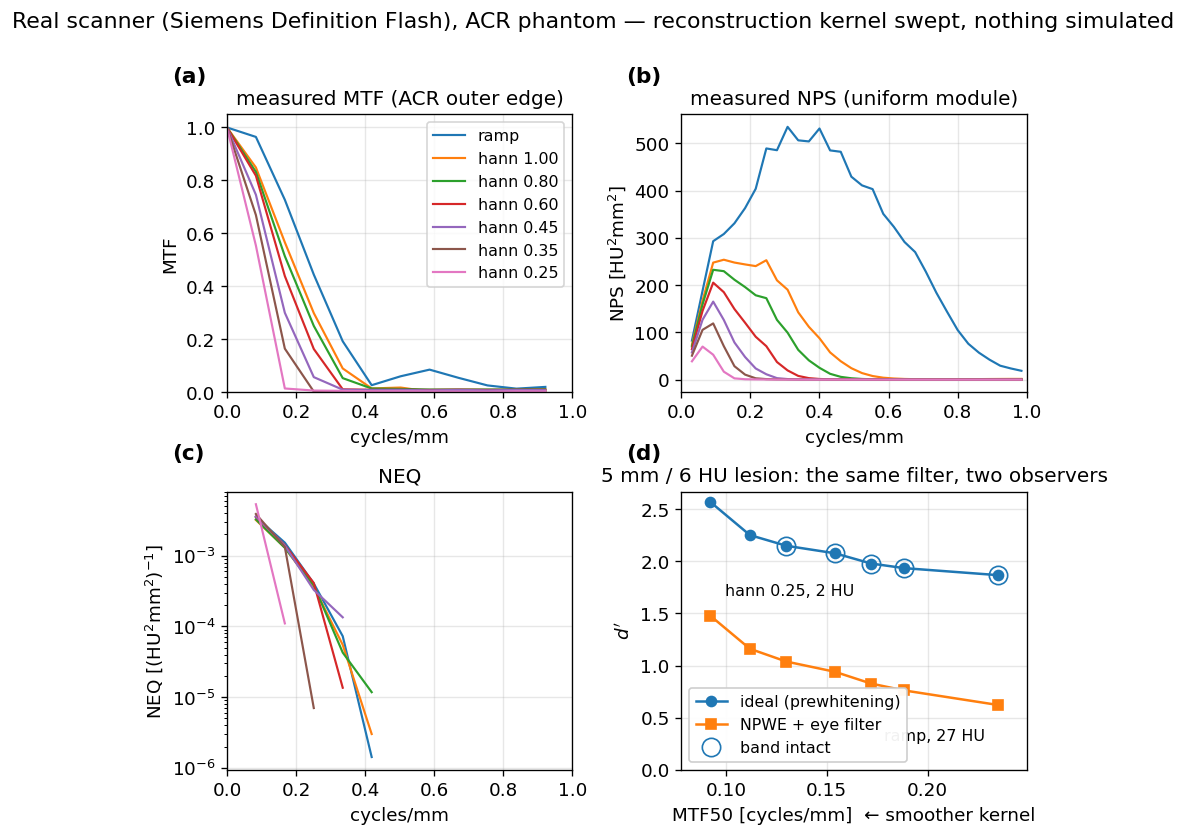 Real scanner (Siemens Definition Flash), ACR phantom — reconstruction kernel swept, nothing simulated
(a)
measured MTF (ACR outer edge)
1.0
0.8
0.6
0.4
0.2
0.0
MTF
ramp
hann 1.00
hann 0.80
hann 0.60
hann 0.45
hann 0.35
hann 0.25
0.0 0.2 0.4 0.6 0.8 1.0
cycles/mm
(b)
measured NPS (uniform module)
500
400
300
200
100
0
NPS [HU²mm²]
0.0 0.2 0.4 0.6 0.8 1.0
cycles/mm
(c)
NEQ
10⁻³
10⁻⁴
10⁻⁵
10⁻⁶
NEQ [(HU²mm²)⁻¹]
0.0 0.2 0.4 0.6 0.8 1.0
cycles/mm
(d)
5 mm / 6 HU lesion: the same filter, two observers
2.5
2.0
1.5
1.0
0.5
0.0
d′
hann 0.25, 2 HU
ideal (prewhitening)
NPWE + eye filter
band intact
ramp, 27 HU
0.10 0.15 0.20
MTF50 [cycles/mm] ← smoother kernel